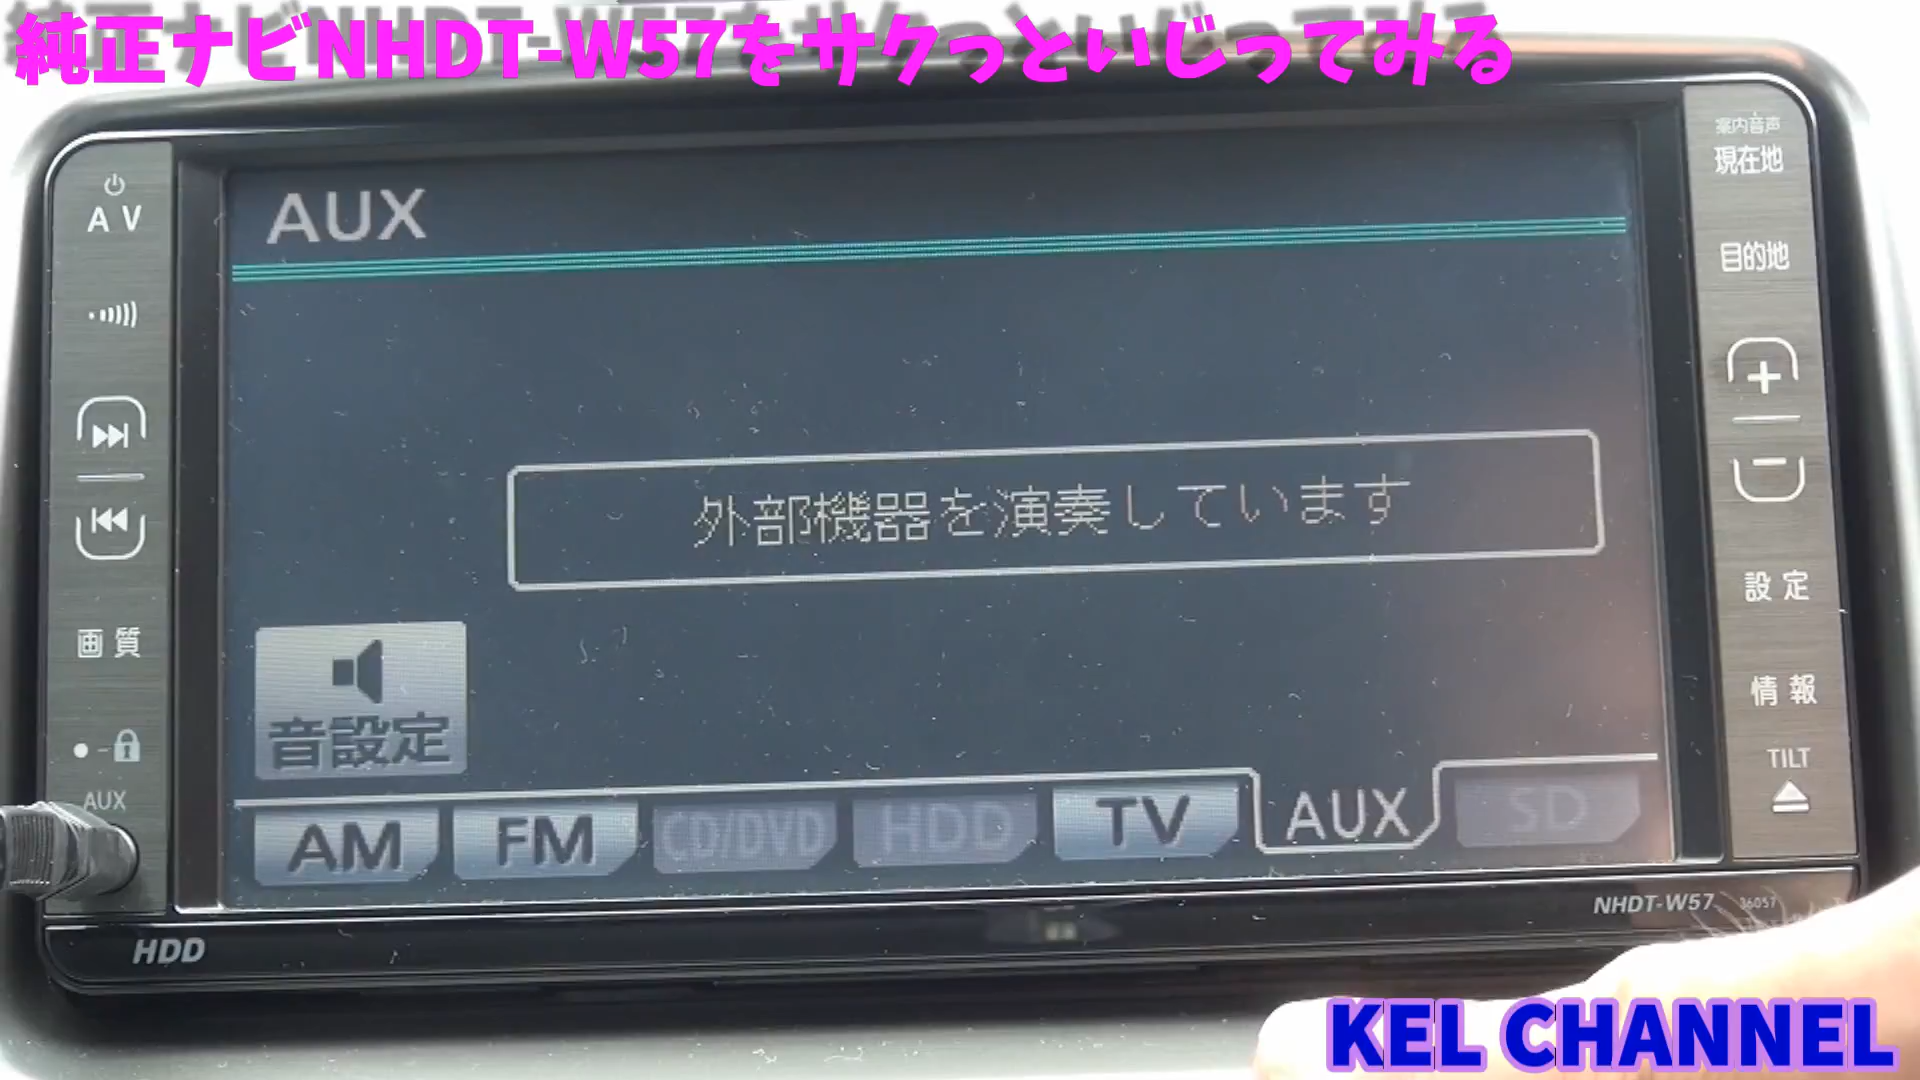 純正ナビNHDT-W57をサクっといじってみる
案内音声
現在地
AV
AUX
目的地
外部機器を演奏しています
設定
画質
情報
音設定
TILT
AUX
AM
FM
CD/DVD
HDD
TV
AUX
SD
NHDT-W57
36057
HDD
KEL CHANNEL